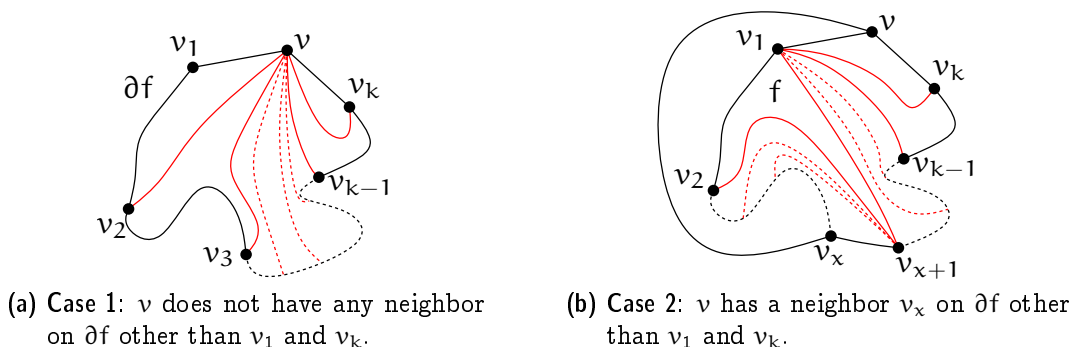 v₁ v
∂f
vₖ
vₖ₋₁
v₂
v₃
v
v₁
f
vₖ
v₂
vₖ₋₁
vₓ
vₓ₊₁
(a) Case 1: v does not have any neighbor
on ∂f other than v₁ and vₖ.
(b) Case 2: v has a neighbor vₓ on ∂f other
than v₁ and vₖ.